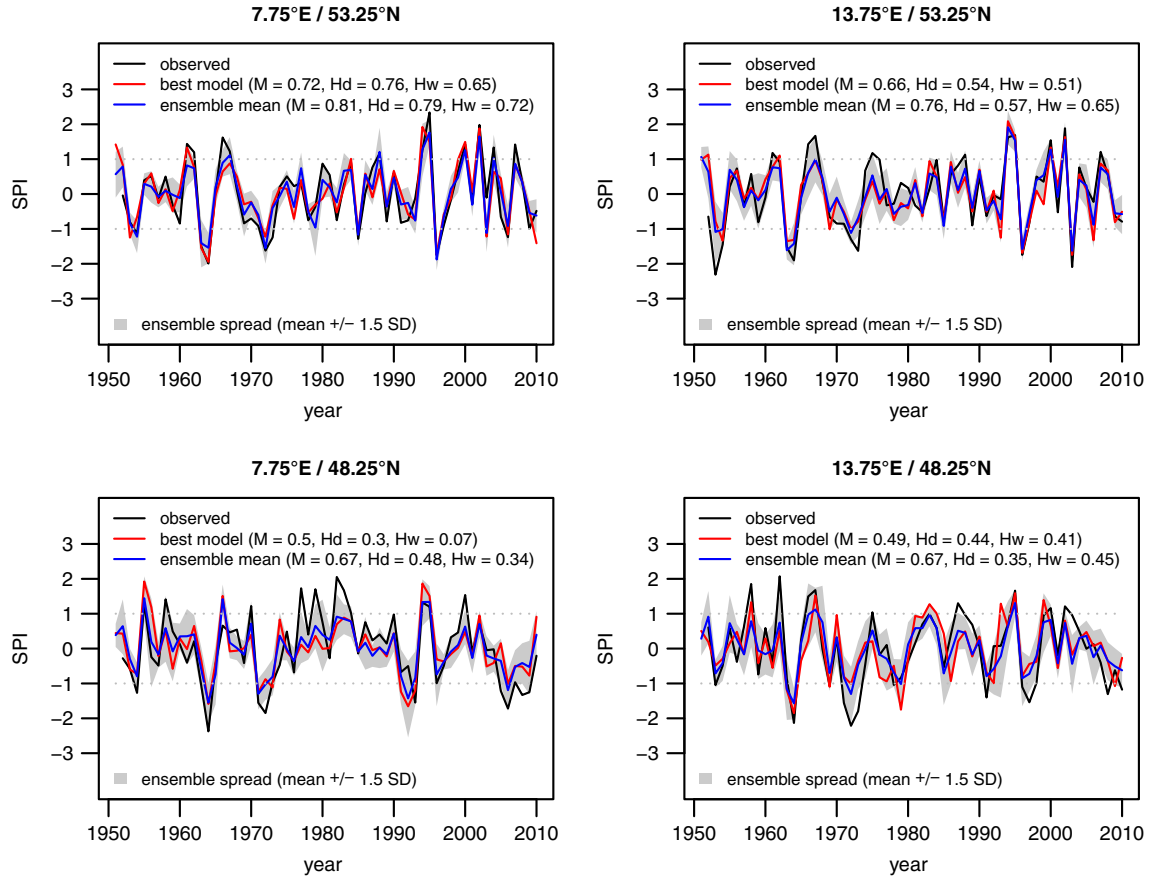 7.75°E / 53.25°N
observed
best model (M = 0.72, Hd = 0.76, Hw = 0.65)
ensemble mean (M = 0.81, Hd = 0.79, Hw = 0.72)
3
2
1
0
−1
−2
−3
SPI
ensemble spread (mean +/− 1.5 SD)
1950 1960 1970 1980 1990 2000 2010
year
13.75°E / 53.25°N
observed
best model (M = 0.66, Hd = 0.54, Hw = 0.51)
ensemble mean (M = 0.76, Hd = 0.57, Hw = 0.65)
3
2
1
0
−1
−2
−3
SPI
ensemble spread (mean +/− 1.5 SD)
1950 1960 1970 1980 1990 2000 2010
year
7.75°E / 48.25°N
observed
best model (M = 0.5, Hd = 0.3, Hw = 0.07)
ensemble mean (M = 0.67, Hd = 0.48, Hw = 0.34)
3
2
1
0
−1
−2
−3
SPI
ensemble spread (mean +/− 1.5 SD)
1950 1960 1970 1980 1990 2000 2010
year
13.75°E / 48.25°N
observed
best model (M = 0.49, Hd = 0.44, Hw = 0.41)
ensemble mean (M = 0.67, Hd = 0.35, Hw = 0.45)
3
2
1
0
−1
−2
−3
SPI
ensemble spread (mean +/− 1.5 SD)
1950 1960 1970 1980 1990 2000 2010
year